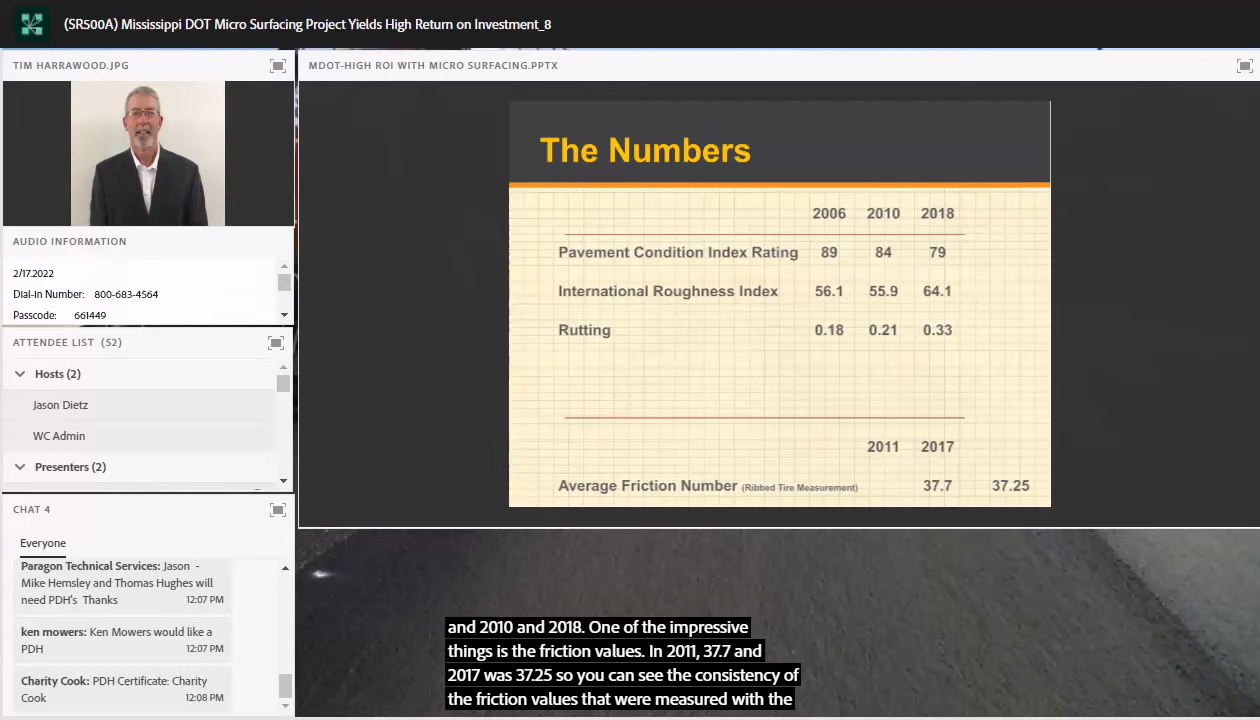 (SR500A) Mississippi DOT Micro Surfacing Project Yields High Return on Investment_8
TIM HARRAWOOD.JPG
AUDIO INFORMATION
2/17.2022
Dial-In Number: 800-683-4564
Passcode: 661449
ATTENDEE LIST (52)
Hosts (2)
Jason Dietz
WC Admin
Presenters (2)
CHAT 4
Everyone
Paragon Technical Services: Jason -
Mike Hemsley and Thomas Hughes will
need PDH's Thanks 12:07 PM
ken mowers: Ken Mowers would like a
PDH 12:07 PM
Charity Cook: PDH Certificate: Charity
Cook 12:08 PM
MDOT-HIGH ROI WITH MICRO SURFACING.PPTX
The Numbers
2006 2010 2018
Pavement Condition Index Rating 89 84 79
International Roughness Index 56.1 55.9 64.1
Rutting 0.18 0.21 0.33
2011 2017
Average Friction Number (Ribbed Tire Measurement) 37.7 37.25
and 2010 and 2018. One of the impressive
things is the friction values. In 2011, 37.7 and
2017 was 37.25 so you can see the consistency of
the friction values that were measured with the